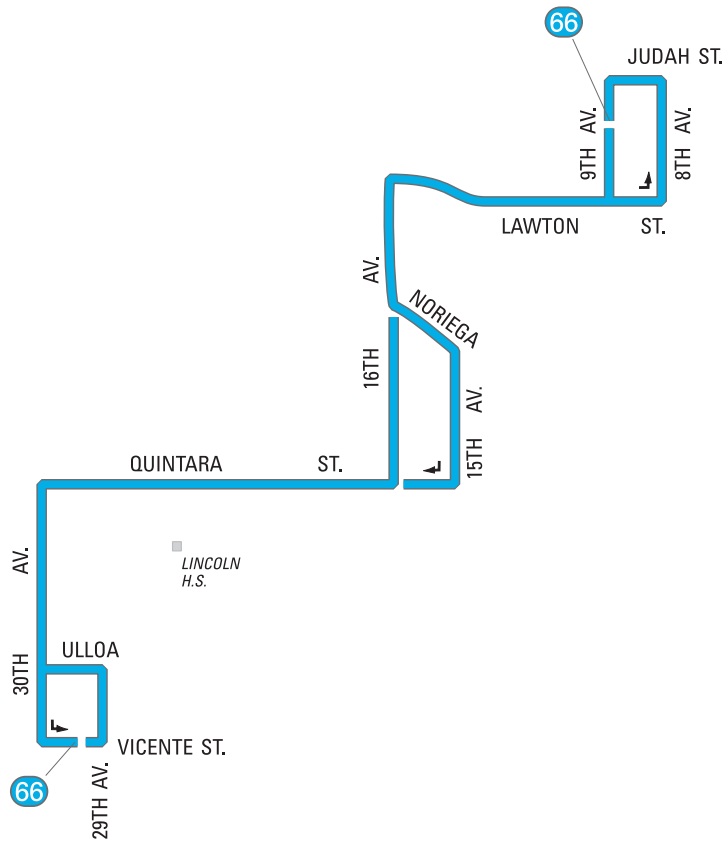 66
JUDAH ST.
9TH AV.
8TH AV.
LAWTON ST.
NORIEGA
16TH AV.
15TH AV.
QUINTARA ST.
LINCOLN
H.S.
30TH AV.
ULLOA
VICENTE ST.
66
29TH AV.